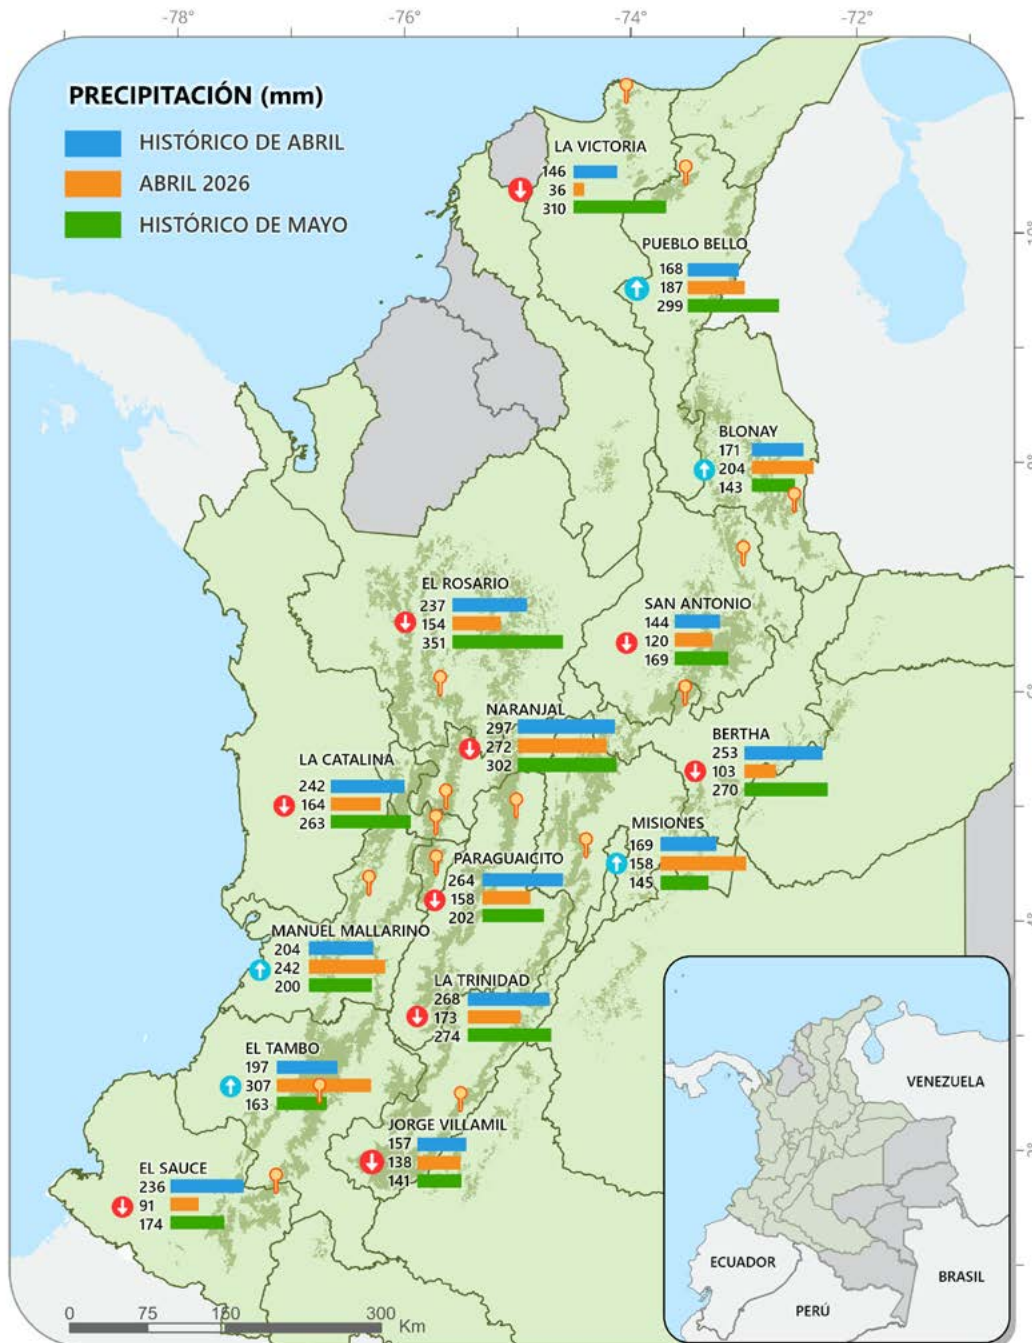 -78°
-76°
-74°
-72°
PRECIPITACIÓN (mm)
HISTÓRICO DE ABRIL
ABRIL 2026
HISTÓRICO DE MAYO
LA VICTORIA
146
36
310
PUEBLO BELLO
168
187
299
BLONAY
171
204
143
EL ROSARIO
237
154
351
SAN ANTONIO
144
120
169
NARANJAL
297
272
302
BERTHA
253
103
270
LA CATALINA
242
164
263
MISIONES
169
158
145
PARAGUAICITO
264
158
202
MANUEL MALLARINO
204
242
200
LA TRINIDAD
268
173
274
EL TAMBO
197
307
163
JORGE VILLAMIL
157
138
141
EL SAUCE
236
91
174
VENEZUELA
ECUADOR
BRASIL
PERÚ
0 75 150 300
Km